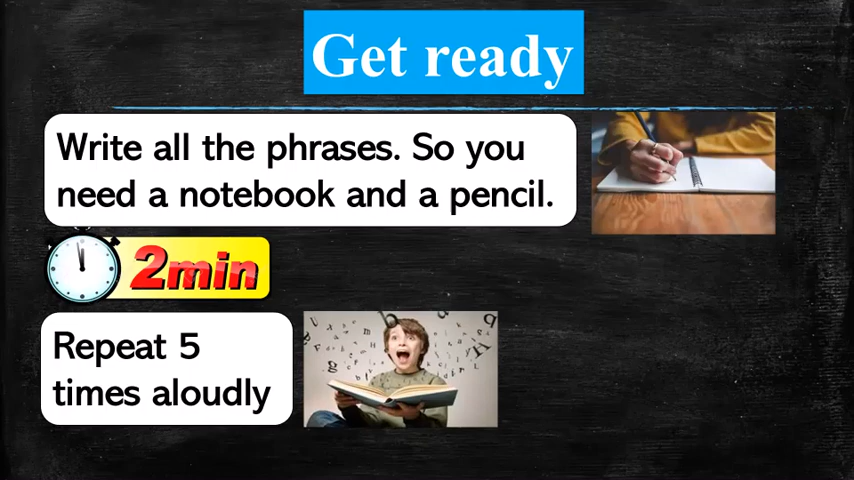 Get ready
Write all the phrases. So you
need a notebook and a pencil.
2min
Repeat 5
times aloudly